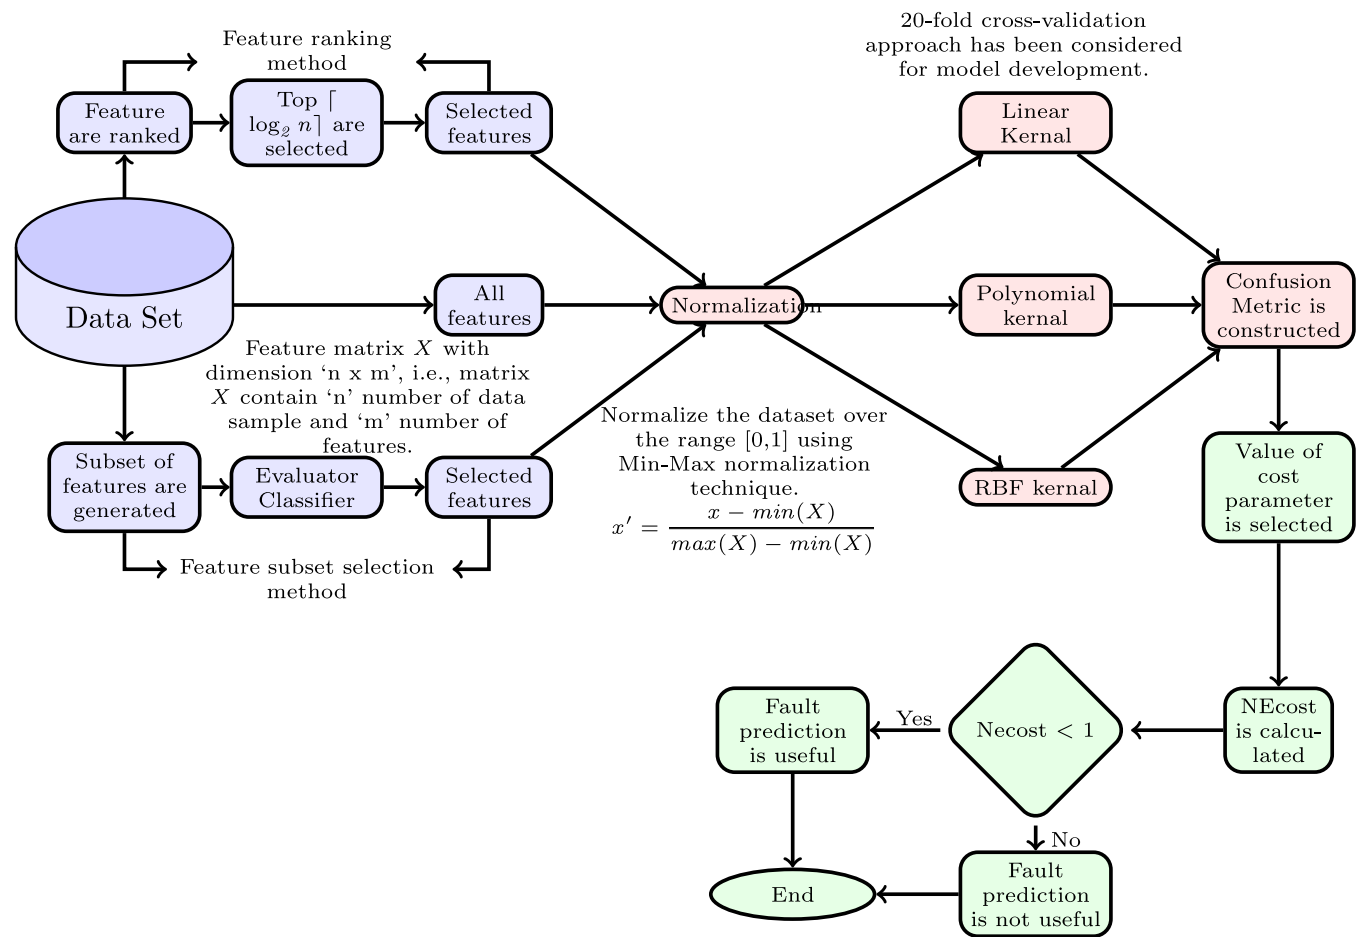 Feature ranking
method
20-fold cross-validation
approach has been considered
for model development.
Feature
are ranked
Top ⌈
log₂ n⌉ are
selected
Selected
features
Linear
Kernal
Data Set
All
features
Normalization
Polynomial
kernel
Confusion
Metric is
constructed
Feature matrix X with
dimension ‘n x m’, i.e., matrix
X contain ‘n’ number of data
sample and ‘m’ number of
features.
Normalize the dataset over
the range [0,1] using
Min-Max normalization
technique.
x′ = \frac{x − min(X)}{max(X) − min(X)}
Subset of
features are
generated
Evaluator
Classifier
Selected
features
RBF kernel
Value of
cost
parameter
is selected
Feature subset selection
method
Fault
prediction
is useful
Yes
Necost < 1
NEcost
is calcu-
lated
No
End
Fault
prediction
is not useful